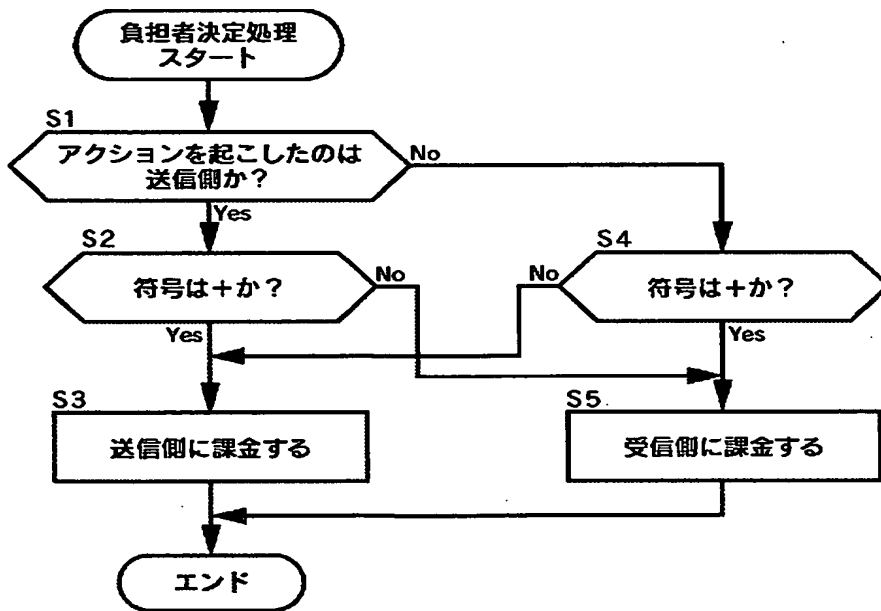 負担者決定処理
スタート
S1
アクションを起こしたのは
送信側か？
No
Yes
S2
符号は＋か？
No
Yes
S4
No
符号は＋か？
Yes
S3
送信側に課金する
S5
受信側に課金する
エンド